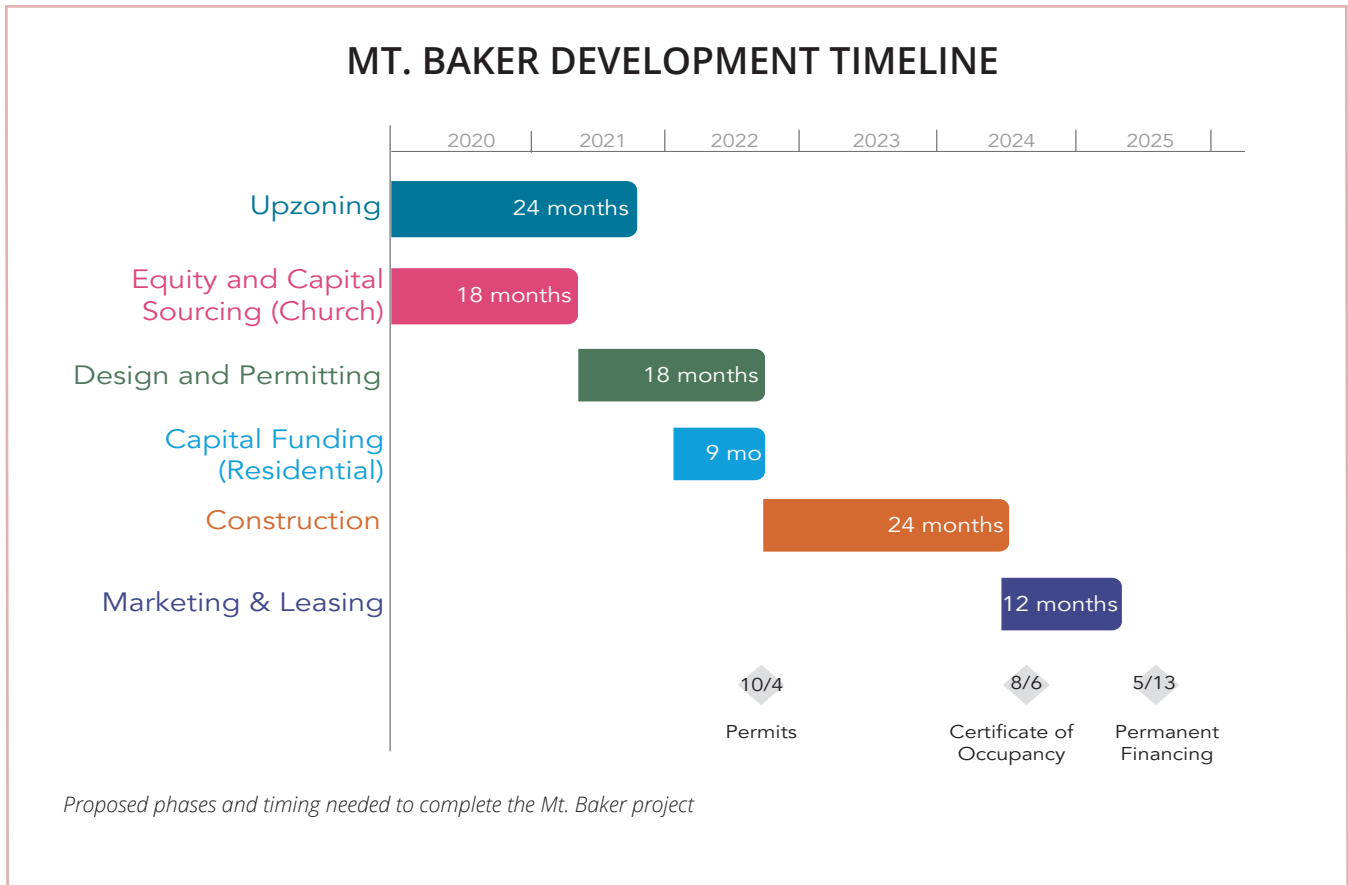 MT. BAKER DEVELOPMENT TIMELINE
2020 2021 2022 2023 2024 2025
Upzoning
24 months
Equity and Capital
Sourcing (Church)
18 months
Design and Permitting
18 months
Capital Funding
(Residential)
9 mo
Construction
24 months
Marketing & Leasing
12 months
10/4
8/6
5/13
Permits
Certificate of
Occupancy
Permanent
Financing
Proposed phases and timing needed to complete the Mt. Baker project